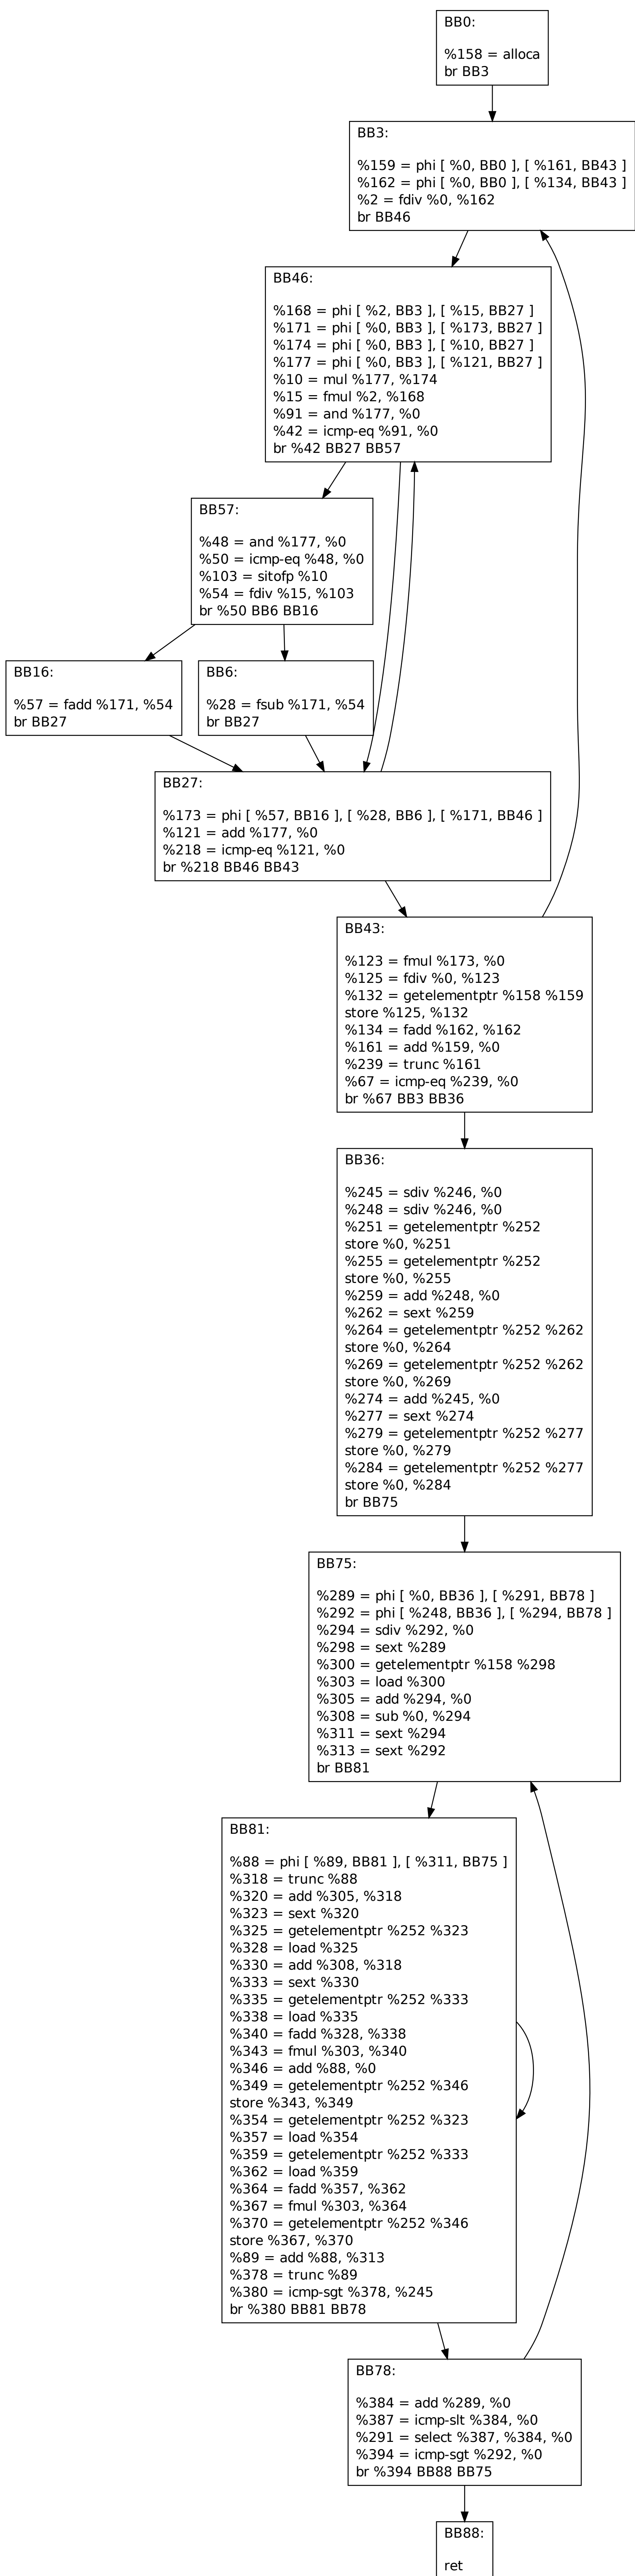 BB0:
%158 = alloca
br BB3
BB3:
%159 = phi [ %0, BB0 ], [ %161, BB43 ]
%162 = phi [ %0, BB0 ], [ %134, BB43 ]
%2 = fdiv %0, %162
br BB46
BB46:
%168 = phi [ %2, BB3 ], [ %15, BB27 ]
%171 = phi [ %0, BB3 ], [ %173, BB27 ]
%174 = phi [ %0, BB3 ], [ %10, BB27 ]
%177 = phi [ %0, BB3 ], [ %121, BB27 ]
%10 = mul %177, %174
%15 = fmul %2, %168
%91 = and %177, %0
%42 = icmp-eq %91, %0
br %42 BB27 BB57
BB57:
%48 = and %177, %0
%50 = icmp-eq %48, %0
%103 = sitofp %10
%54 = fdiv %15, %103
br %50 BB6 BB16
BB16:
%57 = fadd %171, %54
br BB27
BB6:
%28 = fsub %171, %54
br BB27
BB27:
%173 = phi [ %57, BB16 ], [ %28, BB6 ], [ %171, BB46 ]
%121 = add %177, %0
%218 = icmp-eq %121, %0
br %218 BB46 BB43
BB43:
%123 = fmul %173, %0
%125 = fdiv %0, %123
%132 = getelementptr %158 %159
store %125, %132
%134 = fadd %162, %162
%161 = add %159, %0
%239 = trunc %161
%67 = icmp-eq %239, %0
br %67 BB3 BB36
BB36:
%245 = sdiv %246, %0
%248 = sdiv %246, %0
%251 = getelementptr %252
store %0, %251
%255 = getelementptr %252
store %0, %255
%259 = add %248, %0
%262 = sext %259
%264 = getelementptr %252 %262
store %0, %264
%269 = getelementptr %252 %262
store %0, %269
%274 = add %245, %0
%277 = sext %274
%279 = getelementptr %252 %277
store %0, %279
%284 = getelementptr %252 %277
store %0, %284
br BB75
BB75:
%289 = phi [ %0, BB36 ], [ %291, BB78 ]
%292 = phi [ %248, BB36 ], [ %294, BB78 ]
%294 = sdiv %292, %0
%298 = sext %289
%300 = getelementptr %158 %298
%303 = load %300
%305 = add %294, %0
%308 = sub %0, %294
%311 = sext %294
%313 = sext %292
br BB81
BB81:
%88 = phi [ %89, BB81 ], [ %311, BB75 ]
%318 = trunc %88
%320 = add %305, %318
%323 = sext %320
%325 = getelementptr %252 %323
%328 = load %325
%330 = add %308, %318
%333 = sext %330
%335 = getelementptr %252 %333
%338 = load %335
%340 = fadd %328, %338
%343 = fmul %303, %340
%346 = add %88, %0
%349 = getelementptr %252 %346
store %343, %349
%354 = getelementptr %252 %323
%357 = load %354
%359 = getelementptr %252 %333
%362 = load %359
%364 = fadd %357, %362
%367 = fmul %303, %364
%370 = getelementptr %252 %346
store %367, %370
%89 = add %88, %313
%378 = trunc %89
%380 = icmp-sgt %378, %245
br %380 BB81 BB78
BB78:
%384 = add %289, %0
%387 = icmp-slt %384, %0
%291 = select %387, %384, %0
%394 = icmp-sgt %292, %0
br %394 BB88 BB75
BB88:
ret